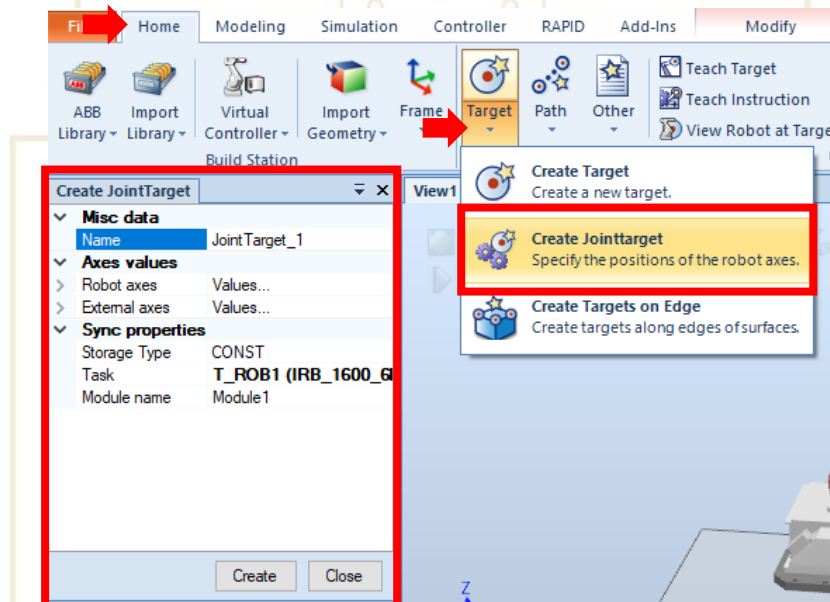 Home Modeling Simulation Controller RAPID Add-Ins Modify
ABB Library Import Library Virtual Controller Import Geometry Frame Target Path Other
Teach Target
Teach Instruction
View Robot at Targe
Build Station
Create JointTarget
Misc data
Name JointTarget_1
Axes values
Robot axes Values...
External axes Values...
Sync properties
Storage Type CONST
Task T_ROB1 (IRB_1600_6
Module name Module1
Create Close
View1
Create Target
Create a new target.
Create Jointtarget
Specify the positions of the robot axes.
Create Targets on Edge
Create targets along edges of surfaces.
Z